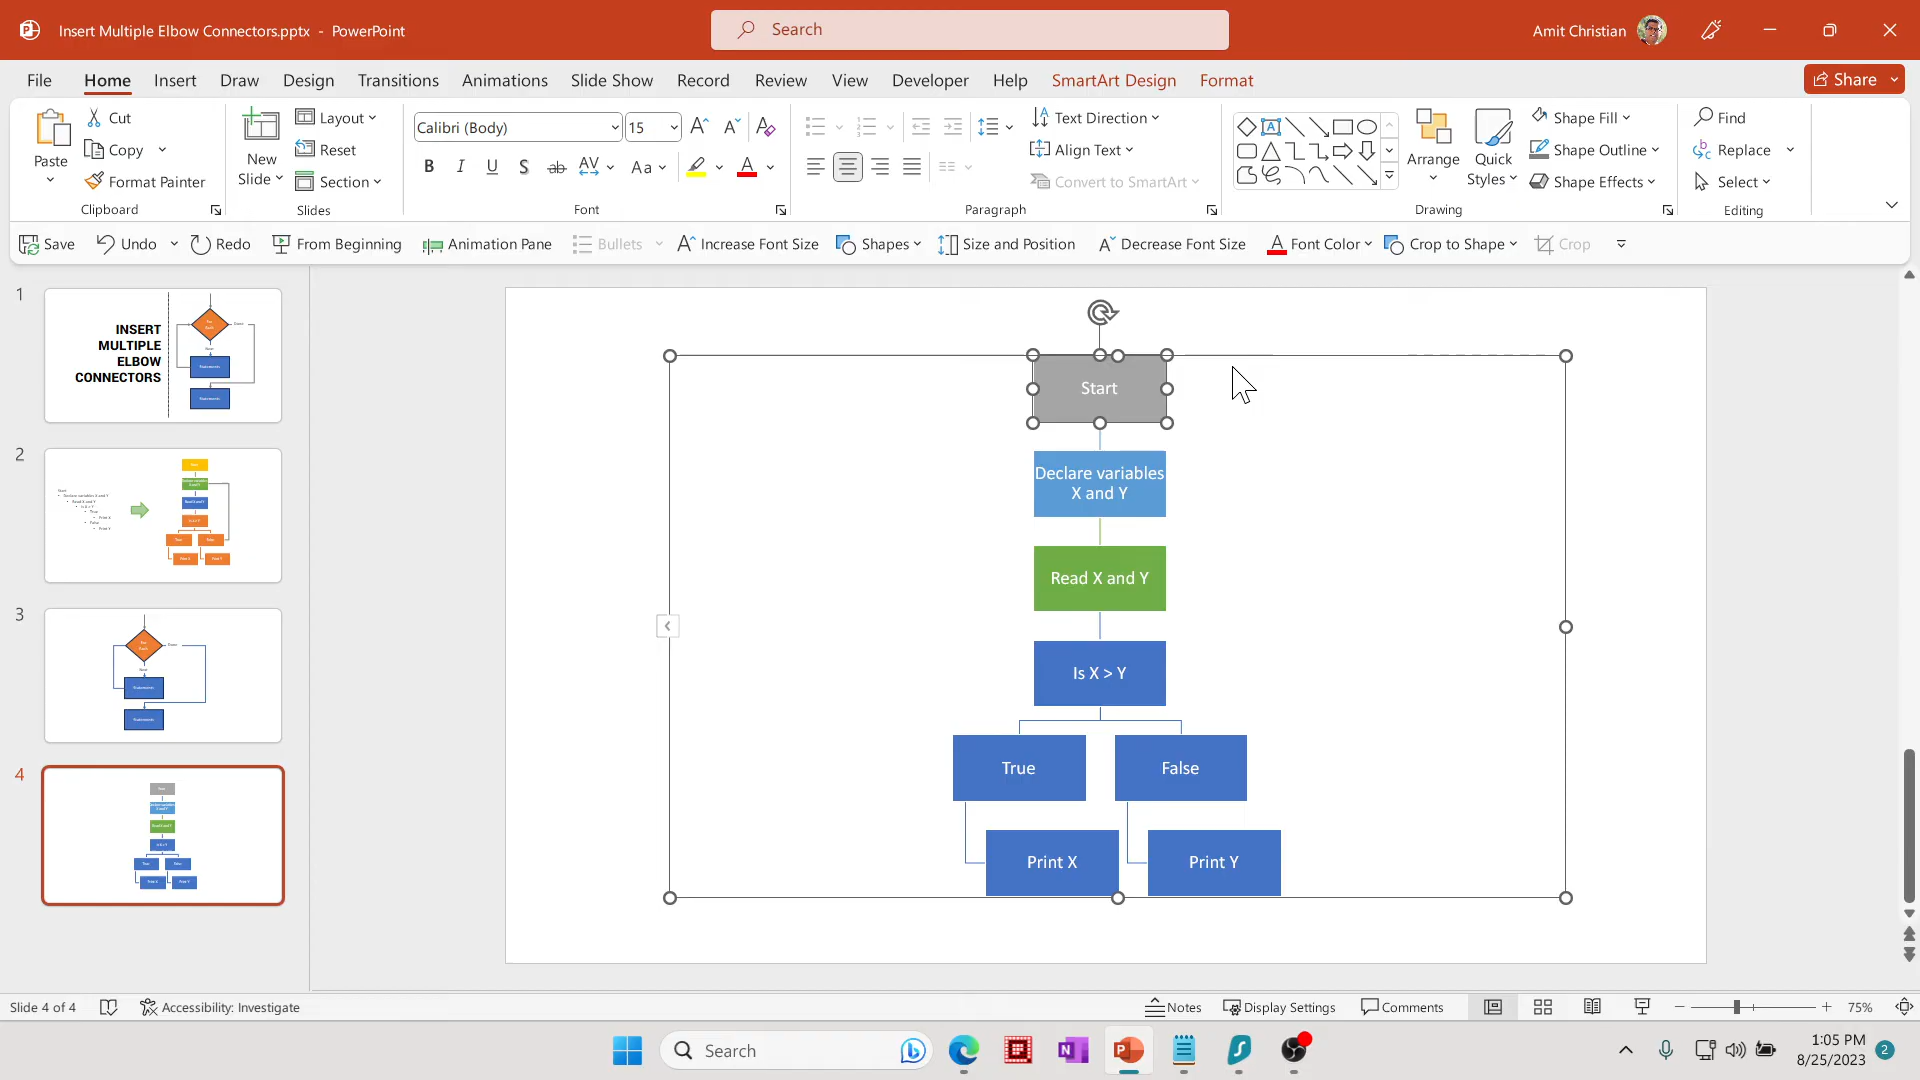 Insert Multiple Elbow Connectors.pptx - PowerPoint
Search
Amit Christian
File Home Insert Draw Design Transitions Animations Slide Show Record Review View Developer Help SmartArt Design Format
Share
Paste
Cut
Copy
Format Painter
Clipboard
New Slide
Layout
Reset
Section
Slides
Calibri (Body) 15
Font
Paragraph
Text Direction
Align Text
Convert to SmartArt
Arrange
Quick Styles
Shape Fill
Shape Outline
Shape Effects
Drawing
Find
Replace
Select
Editing
Save Undo Redo From Beginning Animation Pane Bullets Increase Font Size Shapes Size and Position Decrease Font Size Font Color Crop to Shape Crop
1
INSERT
MULTIPLE
ELBOW
CONNECTORS
2
3
4
Start
Declare variables
X and Y
Read X and Y
Is X > Y
True
False
Print X
Print Y
Slide 4 of 4
Accessibility: Investigate
Notes
Display Settings
Comments
75%
Search
1:05 PM
8/25/2023
2